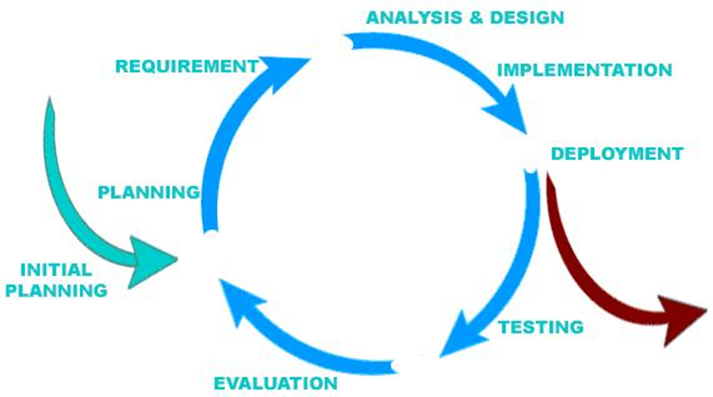 ANALYSIS & DESIGN
REQUIREMENT
IMPLEMENTATION
DEPLOYMENT
PLANNING
INITIAL
PLANNING
TESTING
EVALUATION